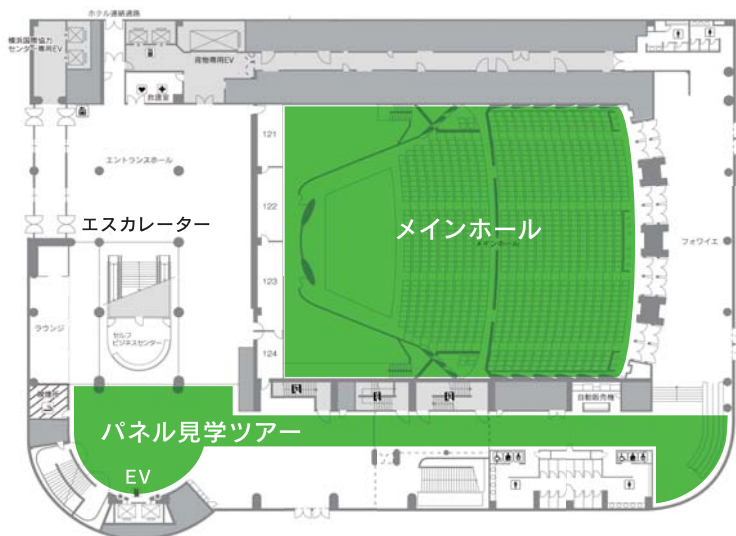 ホテル連絡通路
横浜国際協力
センター専用EV
荷物専用EV
救護室
エントランスホール
121
エスカレーター
122
メインホール
メインホール
フォワイエ
123
ラウンジ
セルフ
ビジネスセンター
124
自動販売機
パネル見学ツアー
EV